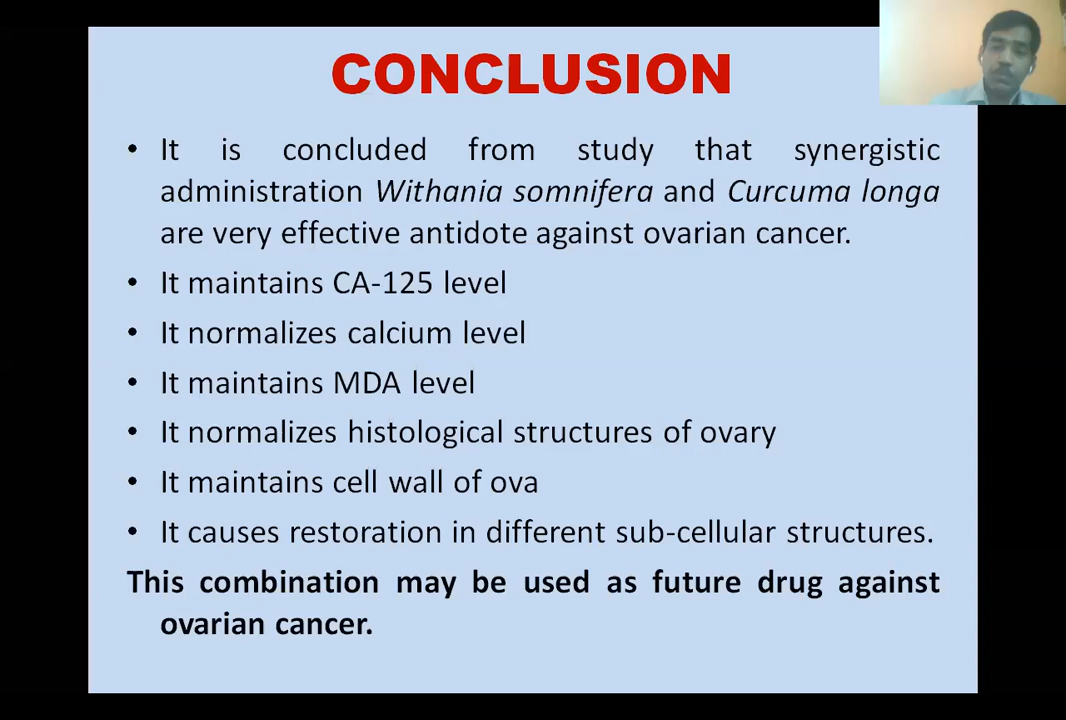 CONCLUSION
• It is concluded from study that synergistic
administration Withania somnifera and Curcuma longa
are very effective antidote against ovarian cancer.
• It maintains CA-125 level
• It normalizes calcium level
• It maintains MDA level
• It normalizes histological structures of ovary
• It maintains cell wall of ova
• It causes restoration in different sub-cellular structures.
This combination may be used as future drug against
ovarian cancer.